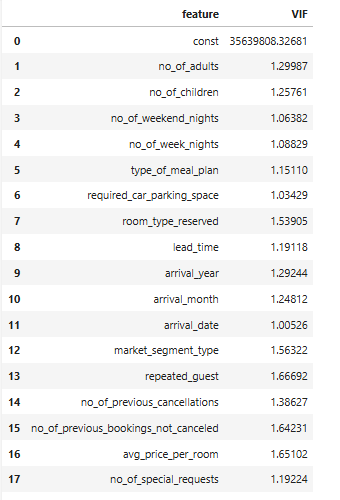 feature VIF
0 const 35639808.32681
1 no_of_adults 1.29987
2 no_of_children 1.25761
3 no_of_weekend_nights 1.06382
4 no_of_week_nights 1.08829
5 type_of_meal_plan 1.15110
6 required_car_parking_space 1.03429
7 room_type_reserved 1.53905
8 lead_time 1.19118
9 arrival_year 1.29244
10 arrival_month 1.24812
11 arrival_date 1.00526
12 market_segment_type 1.56322
13 repeated_guest 1.66692
14 no_of_previous_cancellations 1.38627
15 no_of_previous_bookings_not_canceled 1.64231
16 avg_price_per_room 1.65102
17 no_of_special_requests 1.19224